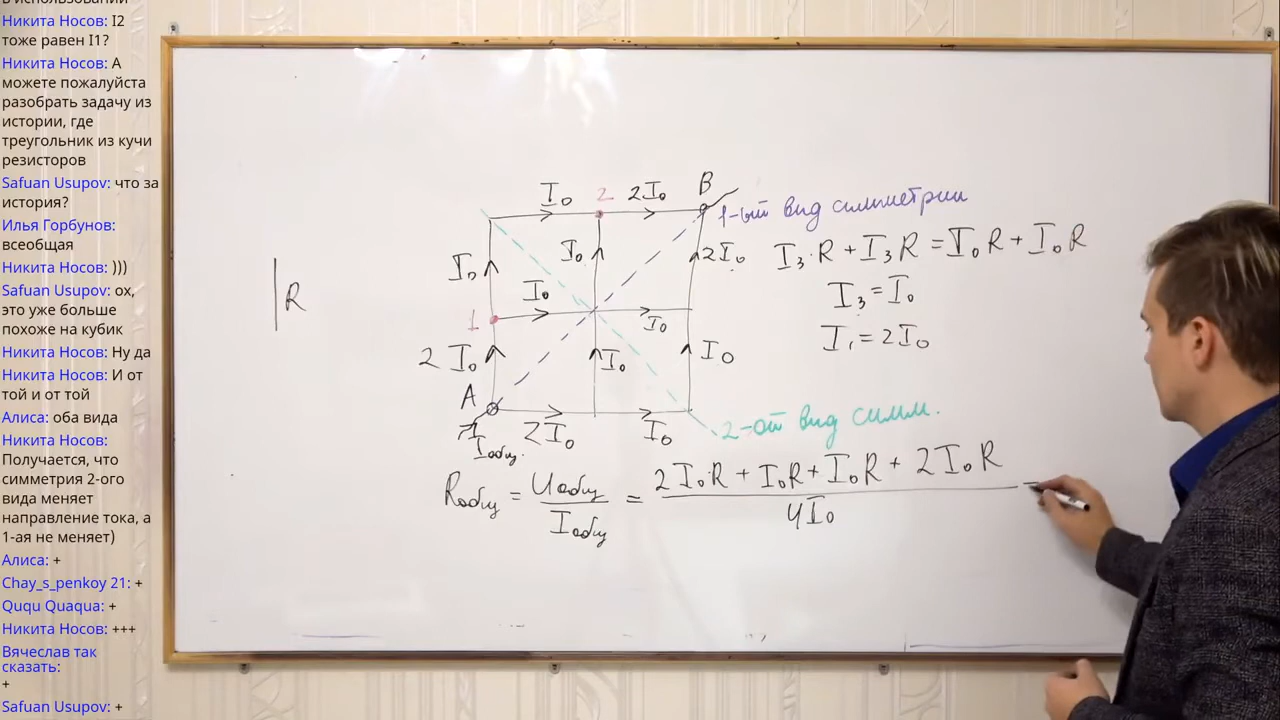 в использовании
Никита Носов: I2
тоже равен I1?
Никита Носов: А
можете пожалуйста
разобрать задачу из
истории, где
треугольник из кучи
резисторов
Safuan Usupov: что за
история?
Илья Горбунов:
всеобщая
Никита Носов: )))
Safuan Usupov: ох,
это уже больше
похоже на кубик
Никита Носов: Ну да
Никита Носов: И от
той и от той
Алиса: оба вида
Никита Носов:
Получается, что
симметрия 2-ого
вида меняет
направление тока, а
1-ая не меняет)
Алиса: +
Chay_s_penkoy 21: +
Ququ Quaqua: +
Никита Носов: +++
Вячеслав так
сказать:
+
Safuan Usupov: +
I₀ 2 2I₀ B
1-ый вид симметрии
I₀ I₀ 2I₀
I₃·R + I₃R = I₀R + I₀R
R
I₀
I₃ = I₀
1 I₀
I₁ = 2I₀
2 I₀ I₀ I₀
A
2I₀ I₀
2-ой вид симм.
Iобщ.
Rобщ = Uобщ / Iобщ = 2I₀·R + I₀R + I₀R + 2I₀R / 4I₀ =